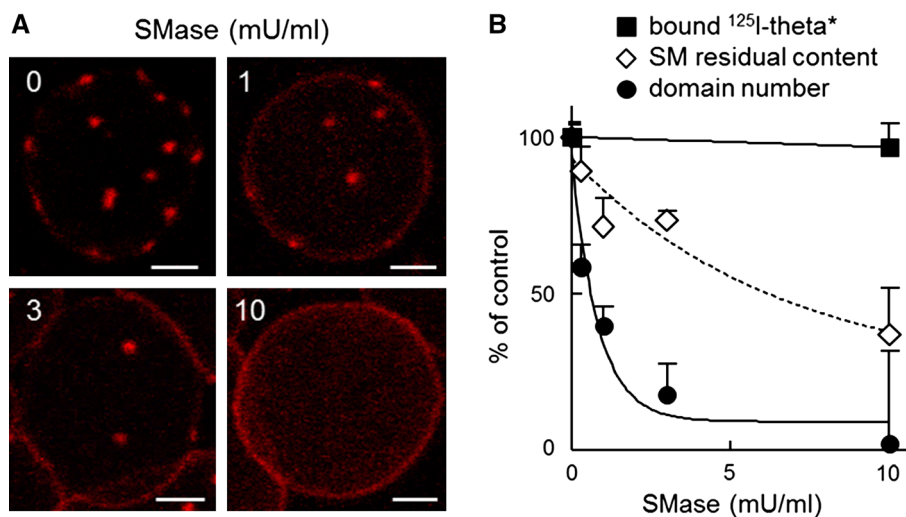 A
SMase (mU/ml)
0
1
3
10
B
bound ¹²⁵I-theta*
SM residual content
domain number
% of control
100
50
0
0
5
10
SMase (mU/ml)